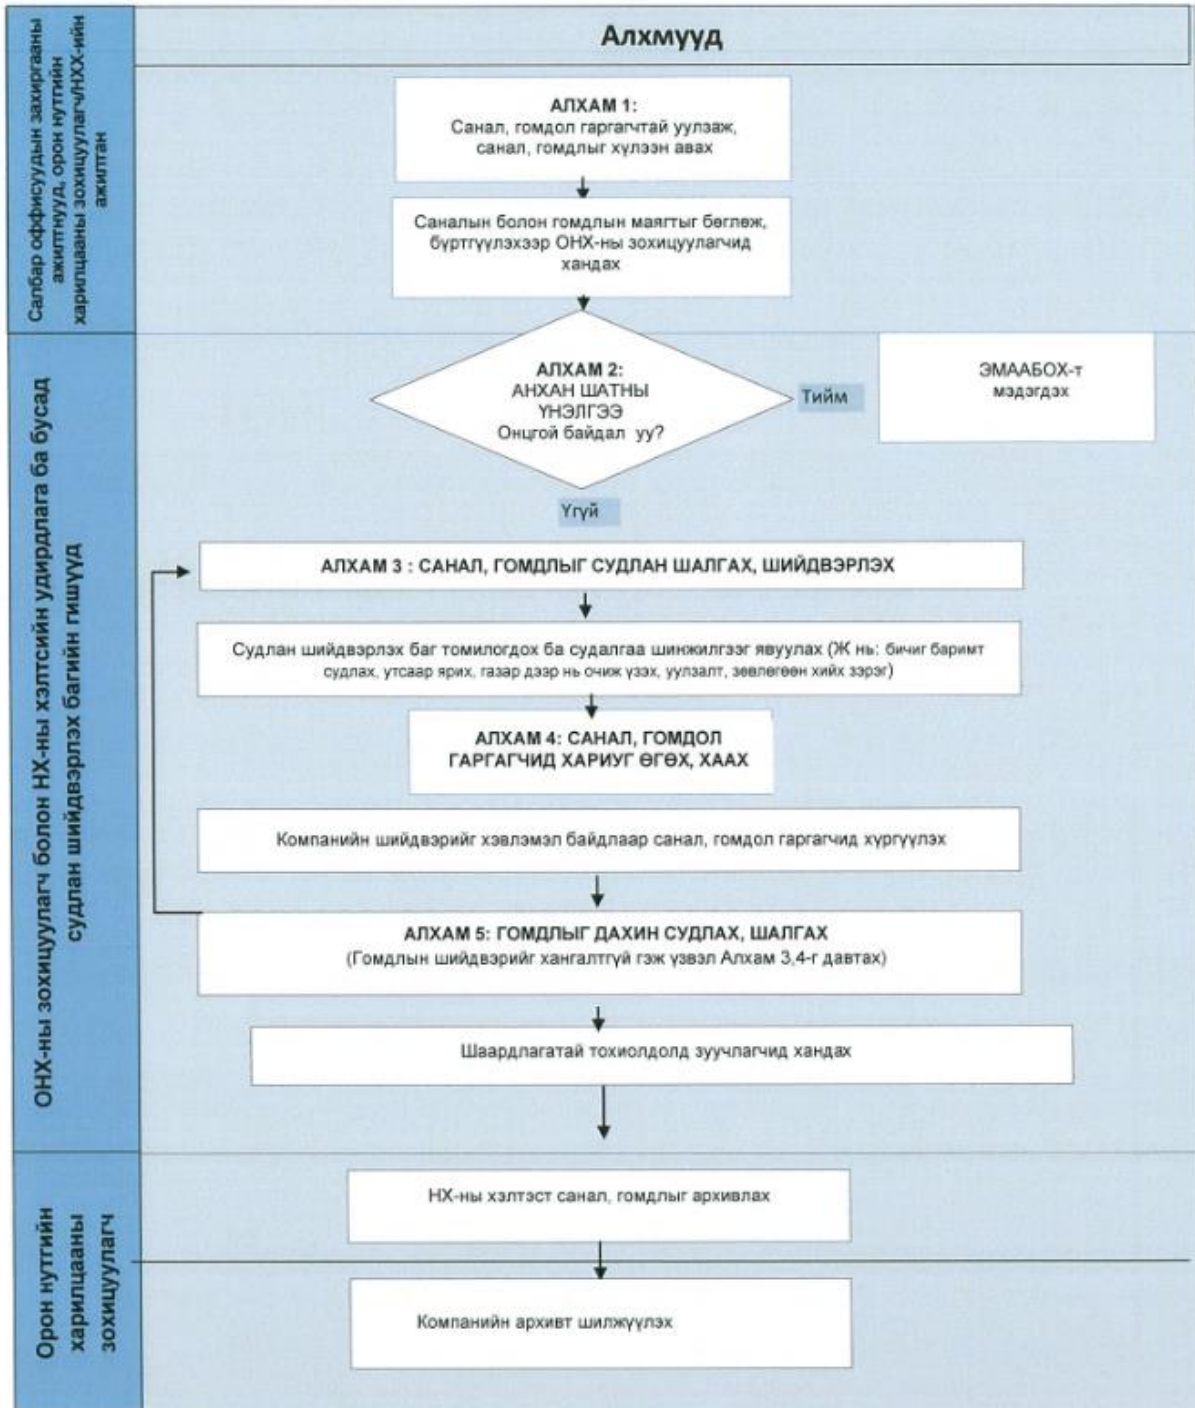 Алхмууд
Салбар оффисуудын захиргааны
ажилтнууд, орон нутгийн
харилцааны зохицуулагч/НХХ-ийн
ажилтан
АЛХАМ 1:
Санал, гомдол гаргагчтай уулзаж,
санал, гомдлыг хүлээн авах
Саналын болон гомдлын маягтыг бөглөж,
бүртгүүлэхээр ОНХ-ны зохицуулагчид
хандах
ОНХ-ны зохицуулагч болон НХ-ны хэлтсийн удирдлага ба бусад
судлан шийдвэрлэх багийн гишүүд
АЛХАМ 2:
АНХАН ШАТНЫ
ҮНЭЛГЭЭ
Онцгой байдал уу?
Тийм
ЭМААБОХ-т
мэдэгдэх
Үгүй
АЛХАМ 3 : САНАЛ, ГОМДЛЫГ СУДЛАН ШАЛГАХ, ШИЙДВЭРЛЭХ
Судлан шийдвэрлэх баг томилогдох ба судалгаа шинжилгээг явуулах (Ж нь: бичиг баримт
судлах, утсаар ярих, газар дээр нь очиж үзэх, уулзалт, зөвлөгөөн хийх зэрэг)
АЛХАМ 4: САНАЛ, ГОМДОЛ
ГАРГАГЧИД ХАРИУГ ӨГӨХ, ХААХ
Компанийн шийдвэрийг хэвлэмэл байдлаар санал, гомдол гаргагчид хүргүүлэх
АЛХАМ 5: ГОМДЛЫГ ДАХИН СУДЛАХ, ШАЛГАХ
(Гомдлын шийдвэрийг хангалтгүй гэж үзвэл Алхам 3,4-г давтах)
Шаардлагатай тохиолдолд зуучлагчид хандах
Орон нутгийн
харилцааны
зохицуулагч
НХ-ны хэлтэст санал, гомдлыг архивлах
Компанийн архивт шилжүүлэх